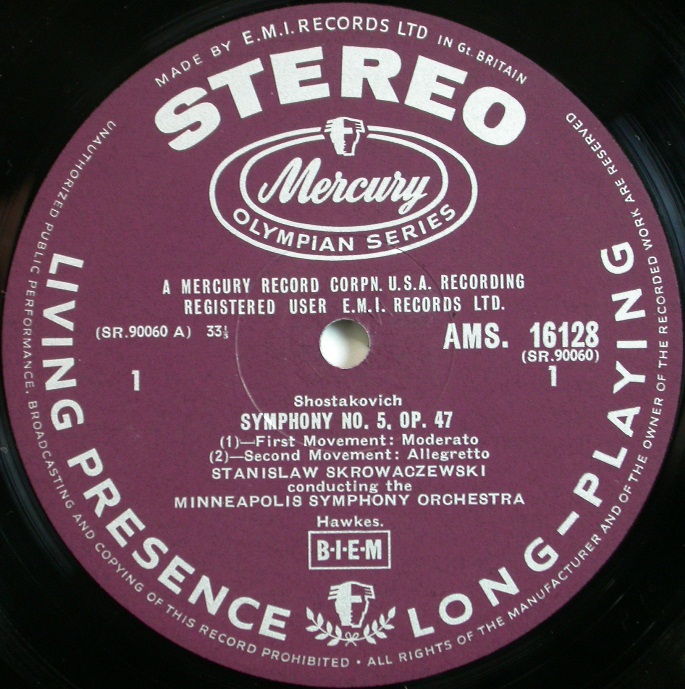 MADE BY E.M.I. RECORDS LTD IN Gt. BRITAIN
STEREO
Mercury
OLYMPIAN SERIES
A MERCURY RECORD CORPN. U.S.A. RECORDING
REGISTERED USER E.M.I. RECORDS LTD.
(SR.90060 A) 33⅓
AMS. 16128
(SR.90060)
1
1
Shostakovich
SYMPHONY NO. 5, OP. 47
(1)—First Movement: Moderato
(2)—Second Movement: Allegretto
STANISLAW SKROWACZEWSKI
conducting the
MINNEAPOLIS SYMPHONY ORCHESTRA
Hawkes.
B·I·E·M
LIVING PRESENCE LONG-PLAYING
UNAUTHORIZED PUBLIC PERFORMANCE, BROADCASTING AND COPYING OF THIS RECORD PROHIBITED • ALL RIGHTS OF THE MANUFACTURER AND OF THE OWNER OF THE RECORDED WORK ARE RESERVED